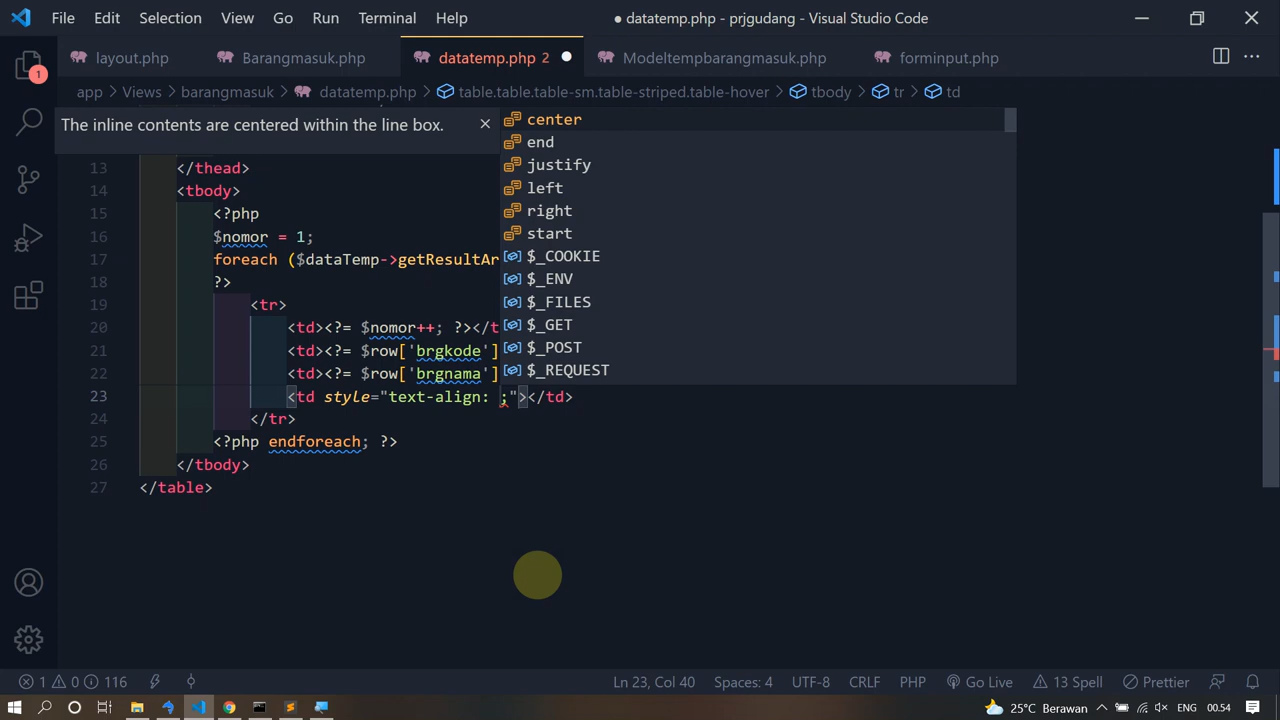 File Edit Selection View Go Run Terminal Help
● datatemp.php - prjgudang - Visual Studio Code
layout.php Barangmasuk.php datatemp.php 2 Modeltempbarangmasuk.php forminput.php
app > Views > barangmasuk > datatemp.php > table.table.table-sm.table-striped.table-hover > tbody > tr > td
1
The inline contents are centered within the line box.
center
end
justify
left
right
start
$_COOKIE
$_ENV
$_FILES
$_GET
$_POST
$_REQUEST
13 </thead>
14 <tbody>
15 <?php
16 $nomor = 1;
17 foreach ($dataTemp->getResultAr
18 ?>
19 <tr>
20 <td><?= $nomor++; ?></t
21 <td><?= $row['brgkode']
22 <td><?= $row['brgnama']
23 <td style="text-align: ;"></td>
24 </tr>
25 <?php endforeach; ?>
26 </tbody>
27 </table>
1 0 116 Ln 23, Col 40 Spaces: 4 UTF-8 CRLF PHP Go Live 13 Spell Prettier
25°C Berawan ENG 00.54